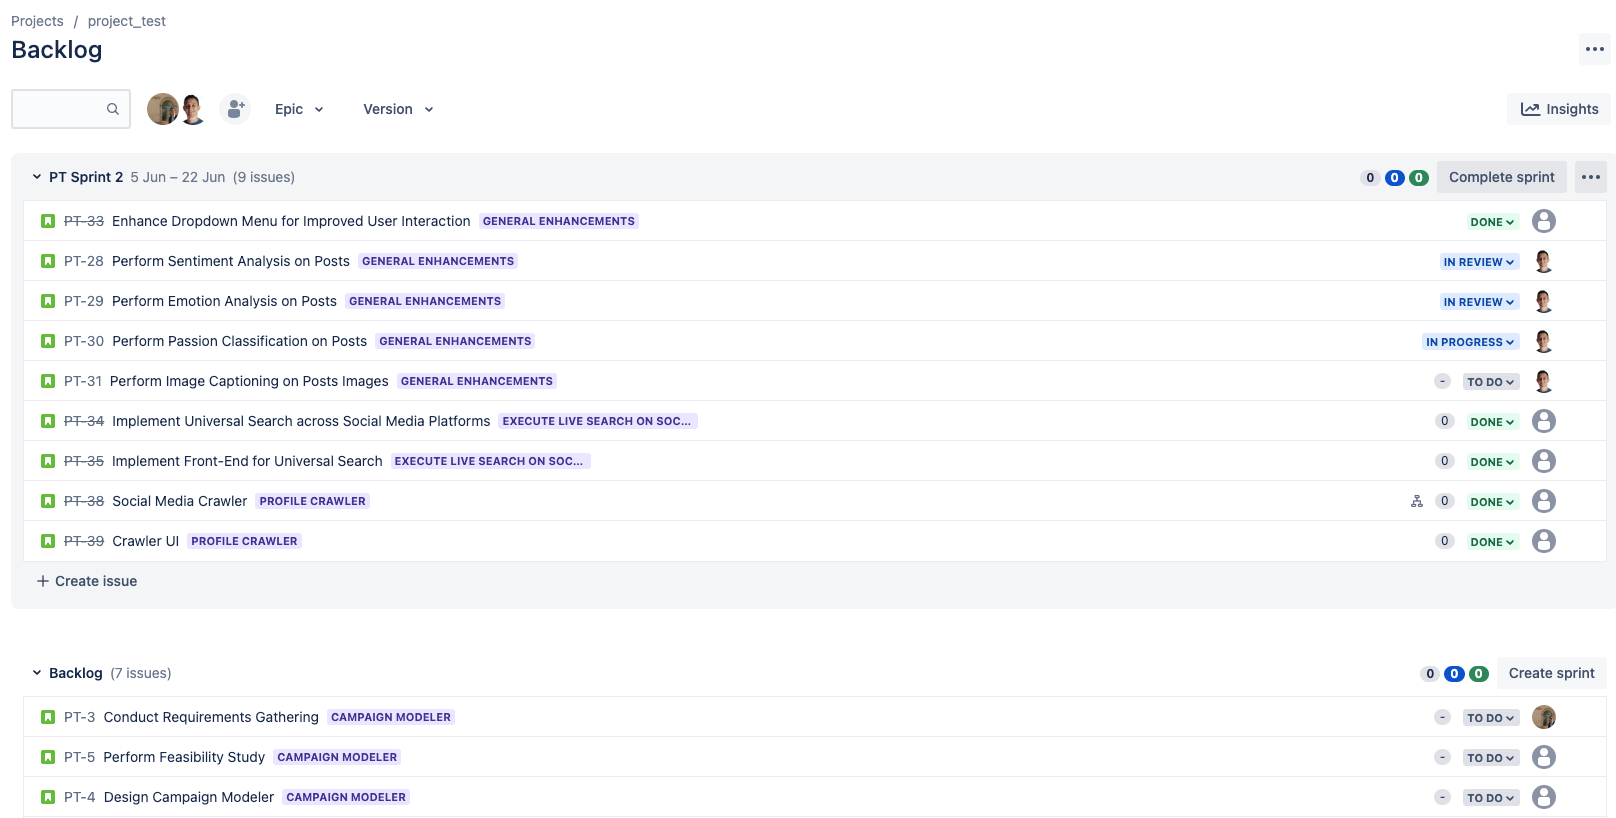 Projects / project_test
Backlog
Epic Version Insights
PT Sprint 2 5 Jun – 22 Jun (9 issues) 0 0 0 Complete sprint
PT-33 Enhance Dropdown Menu for Improved User Interaction GENERAL ENHANCEMENTS DONE
PT-28 Perform Sentiment Analysis on Posts GENERAL ENHANCEMENTS IN REVIEW
PT-29 Perform Emotion Analysis on Posts GENERAL ENHANCEMENTS IN REVIEW
PT-30 Perform Passion Classification on Posts GENERAL ENHANCEMENTS IN PROGRESS
PT-31 Perform Image Captioning on Posts Images GENERAL ENHANCEMENTS - TO DO
PT-34 Implement Universal Search across Social Media Platforms EXECUTE LIVE SEARCH ON SOC... 0 DONE
PT-35 Implement Front-End for Universal Search EXECUTE LIVE SEARCH ON SOC... 0 DONE
PT-38 Social Media Crawler PROFILE CRAWLER 0 DONE
PT-39 Crawler UI PROFILE CRAWLER 0 DONE
+ Create issue
Backlog (7 issues) 0 0 0 Create sprint
PT-3 Conduct Requirements Gathering CAMPAIGN MODELER - TO DO
PT-5 Perform Feasibility Study CAMPAIGN MODELER - TO DO
PT-4 Design Campaign Modeler CAMPAIGN MODELER - TO DO